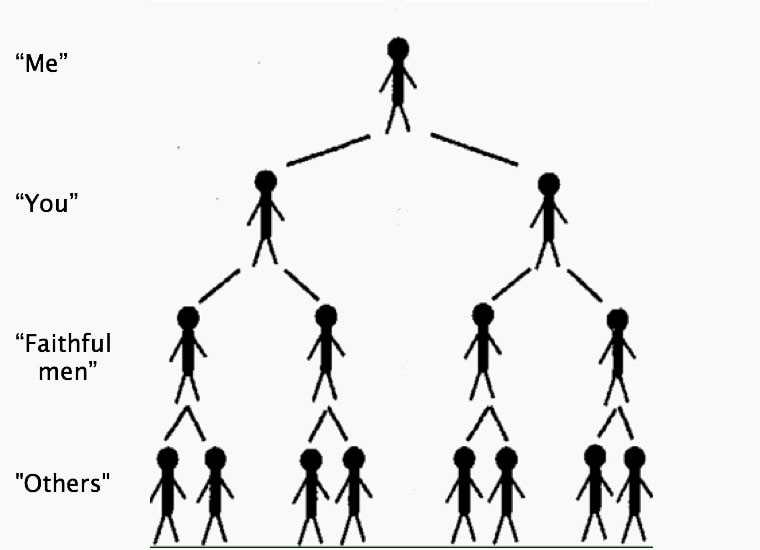 “Me”
“You”
“Faithful
men”
"Others"